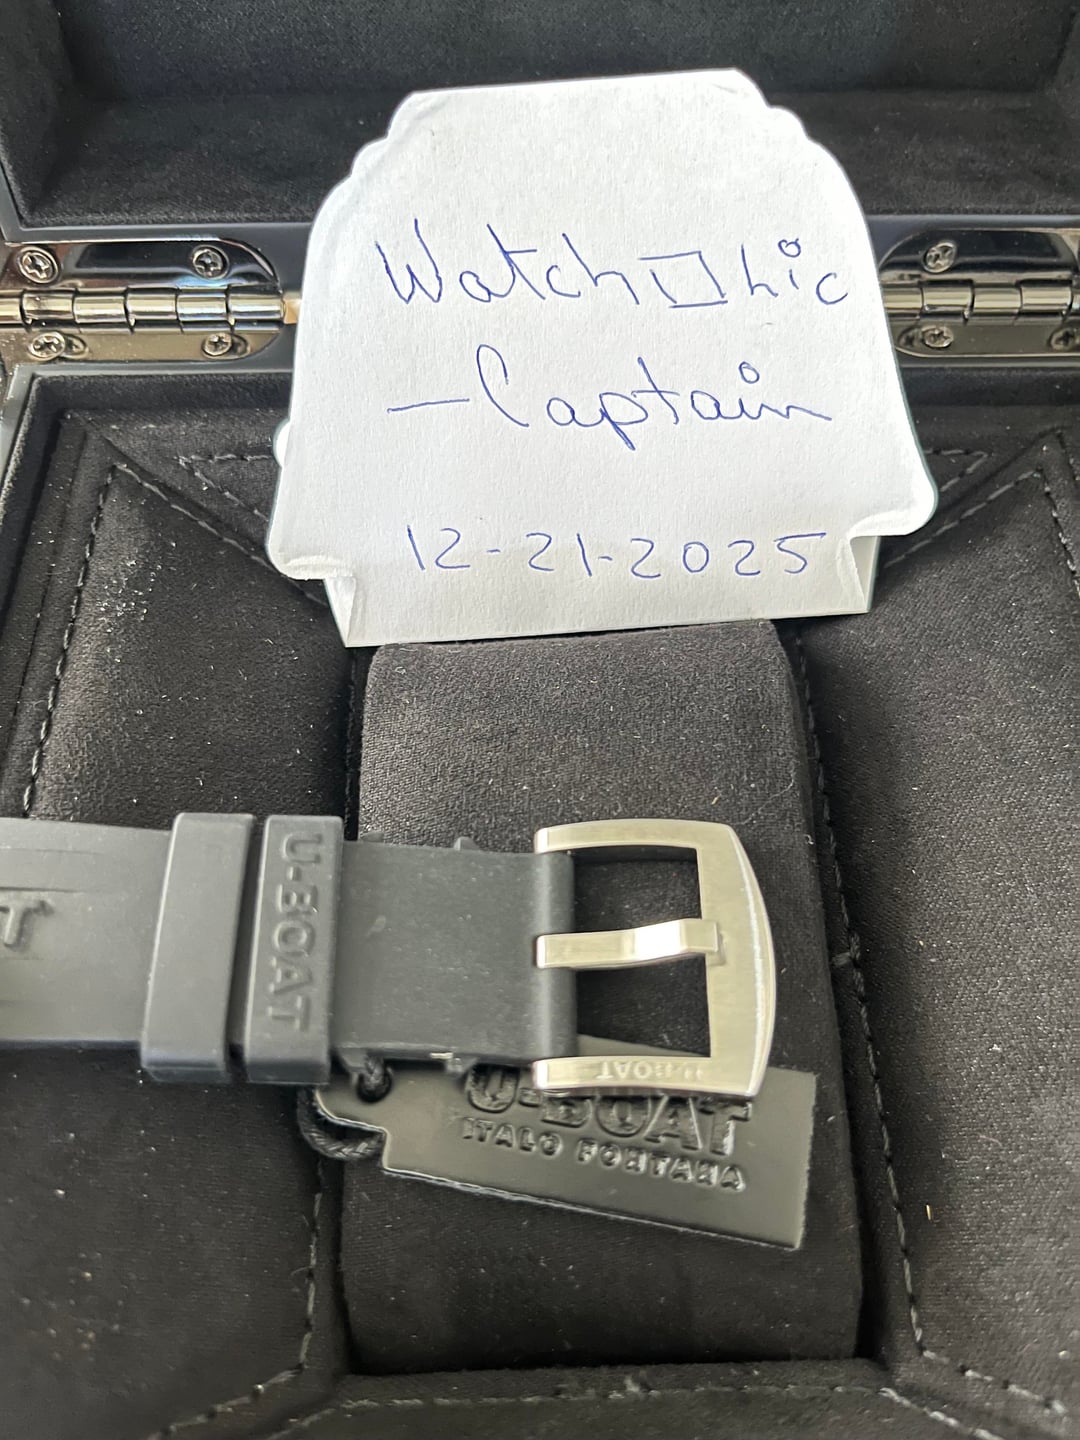 Watch□hic
-Captain
12-21-2025
T
U-BOAT
U-BOAT
U-BOAT
ITALO FONTANA